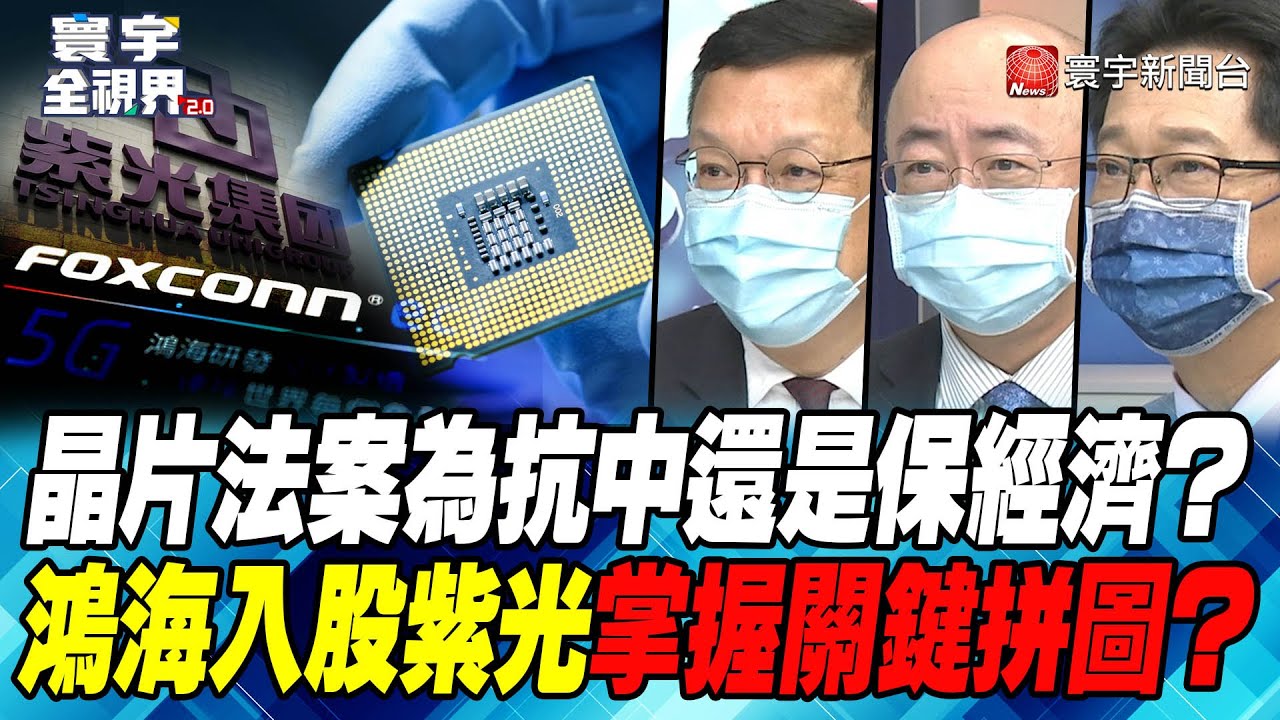 寰宇
全視界2.0
News
寰宇新聞台
紫光集团
TSINGHUA UNIGROUP
FOXCONN®
5G
鴻海研發
晶片法案為抗中還是保經濟?
鴻海入股紫光掌握關鍵拼圖?